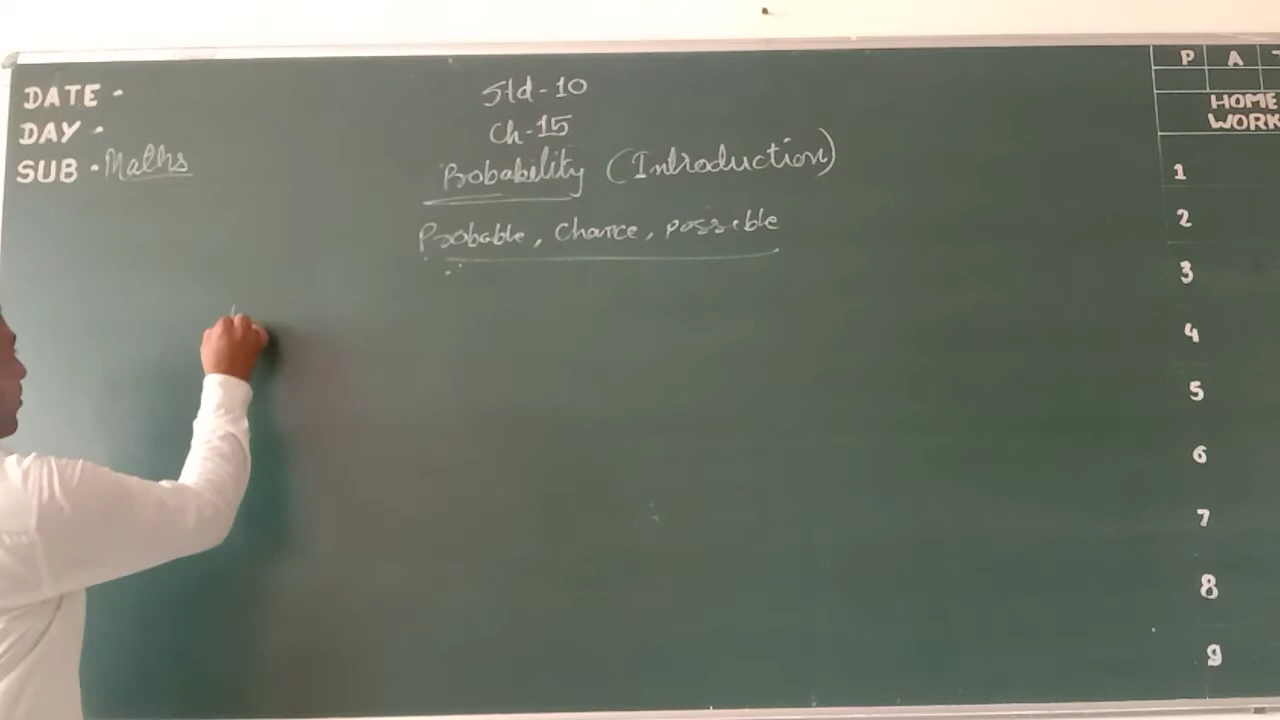 DATE -
DAY -
SUB - Maths
Std - 10
Ch - 15
Probability (Introduction)
Probable, Chance, possible
P A
HOME
WORK
1
2
3
4
5
6
7
8
9